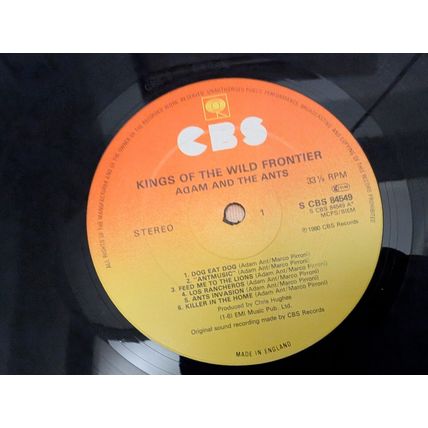 ALL RIGHTS OF THE MANUFACTURER AND OF THE OWNER OF THE RECORDED WORK RESERVED. UNAUTHORISED PUBLIC PERFORMANCE, BROADCASTING AND COPYING OF THIS RECORD PROHIBITED
CBS
KINGS OF THE WILD FRONTIER
ADAM AND THE ANTS
33⅓ RPM
STEREO
1
S CBS 84549
S CBS 84549 A
MCPS/BIEM
℗ 1980 CBS Records
1. DOG EAT DOG (Adam Ant/Marco Pirroni)
2. "ANTMUSIC" (Adam Ant/Marco Pirroni)
3. FEED ME TO THE LIONS (Adam Ant/Marco Pirroni)
4. LOS RANCHEROS (Adam Ant/Marco Pirroni)
5. ANTS INVASION (Adam Ant/Marco Pirroni)
6. KILLER IN THE HOME (Adam Ant/Marco Pirroni)
Produced by Chris Hughes
(1-6) EMI Music Pub. Ltd.
Original sound recording made by CBS Records
MADE IN ENGLAND